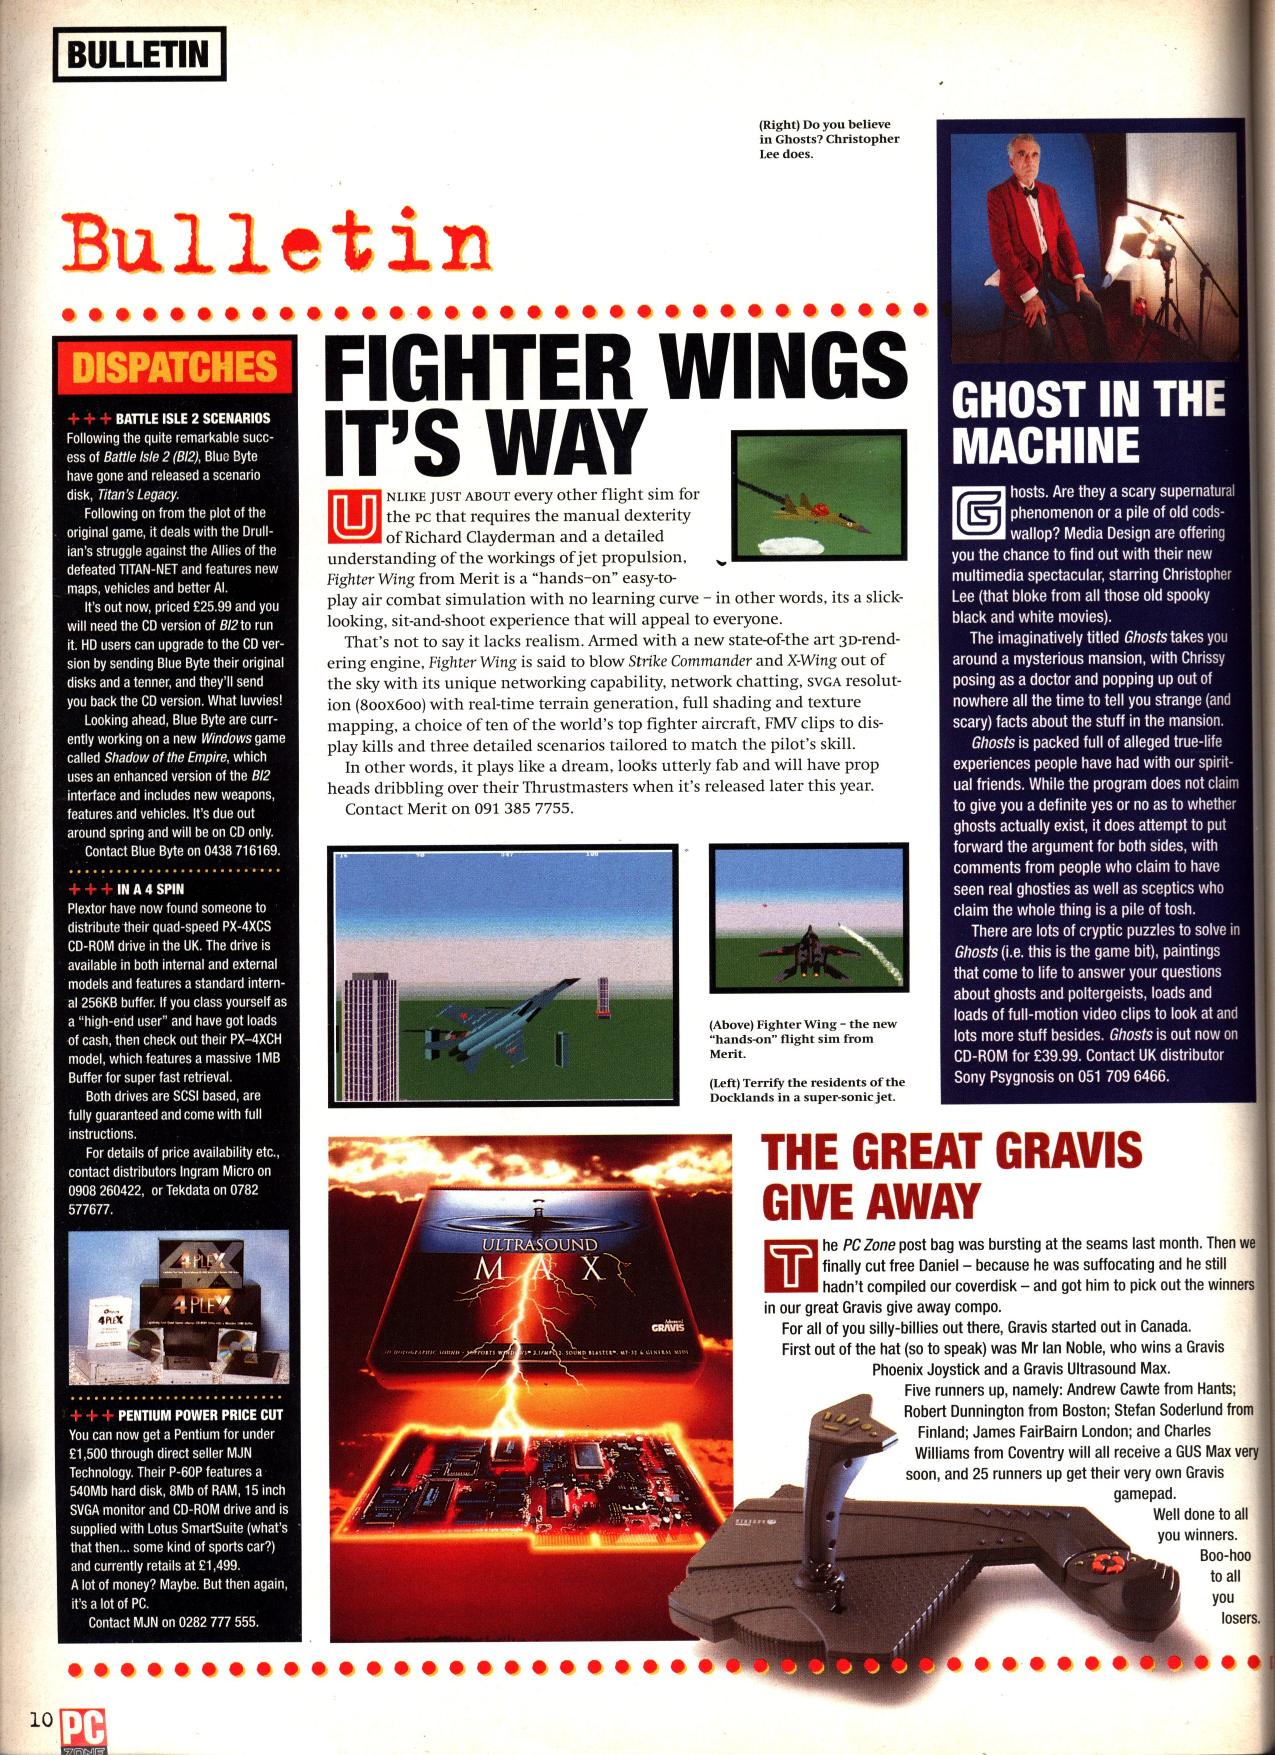 BULLETIN
(Right) Do you believe
in Ghosts? Christopher
Lee does.
Bulletin
DISPATCHES
+++ BATTLE ISLE 2 SCENARIOS
Following the quite remarkable succ-
ess of Battle Isle 2 (BI2), Blue Byte
have gone and released a scenario
disk, Titan's Legacy.
Following on from the plot of the
original game, it deals with the Drull-
ian's struggle against the Allies of the
defeated TITAN-NET and features new
maps, vehicles and better AI.
It's out now, priced £25.99 and you
will need the CD version of BI2 to run
it. HD users can upgrade to the CD ver-
sion by sending Blue Byte their original
disks and a tenner, and they'll send
you back the CD version. What luvvies!
Looking ahead, Blue Byte are curr-
ently working on a new Windows game
called Shadow of the Empire, which
uses an enhanced version of the BI2
interface and includes new weapons,
features and vehicles. It's due out
around spring and will be on CD only.
Contact Blue Byte on 0438 716169.
+++ IN A 4 SPIN
Plextor have now found someone to
distribute their quad-speed PX-4XCS
CD-ROM drive in the UK. The drive is
available in both internal and external
models and features a standard intern-
al 256KB buffer. If you class yourself as
a "high-end user" and have got loads
of cash, then check out their PX–4XCH
model, which features a massive 1MB
Buffer for super fast retrieval.
Both drives are SCSI based, are
fully guaranteed and come with full
instructions.
For details of price availability etc.,
contact distributors Ingram Micro on
0908 260422, or Tekdata on 0782
577677.
4PLEX
4PLEX
4PLEX
+++ PENTIUM POWER PRICE CUT
You can now get a Pentium for under
£1,500 through direct seller MJN
Technology. Their P-60P features a
540Mb hard disk, 8Mb of RAM, 15 inch
SVGA monitor and CD-ROM drive and is
supplied with Lotus SmartSuite (what's
that then... some kind of sports car?)
and currently retails at £1,499.
A lot of money? Maybe. But then again,
it's a lot of PC.
Contact MJN on 0282 777 555.
FIGHTER WINGS
IT'S WAY
UNLIKE JUST ABOUT every other flight sim for
the PC that requires the manual dexterity
of Richard Clayderman and a detailed
understanding of the workings of jet propulsion,
Fighter Wing from Merit is a "hands-on" easy-to-
play air combat simulation with no learning curve – in other words, its a slick-
looking, sit-and-shoot experience that will appeal to everyone.
That's not to say it lacks realism. Armed with a new state-of-the art 3D-rend-
ering engine, Fighter Wing is said to blow Strike Commander and X-Wing out of
the sky with its unique networking capability, network chatting, SVGA resolut-
ion (800x600) with real-time terrain generation, full shading and texture
mapping, a choice of ten of the world's top fighter aircraft, FMV clips to dis-
play kills and three detailed scenarios tailored to match the pilot's skill.
In other words, it plays like a dream, looks utterly fab and will have prop
heads dribbling over their Thrustmasters when it's released later this year.
Contact Merit on 091 385 7755.
(Above) Fighter Wing – the new
"hands-on" flight sim from
Merit.
(Left) Terrify the residents of the
Docklands in a super-sonic jet.
GHOST IN THE
MACHINE
Ghosts. Are they a scary supernatural
phenomenon or a pile of old cods-
wallop? Media Design are offering
you the chance to find out with their new
multimedia spectacular, starring Christopher
Lee (that bloke from all those old spooky
black and white movies).
The imaginatively titled Ghosts takes you
around a mysterious mansion, with Chrissy
posing as a doctor and popping up out of
nowhere all the time to tell you strange (and
scary) facts about the stuff in the mansion.
Ghosts is packed full of alleged true-life
experiences people have had with our spirit-
ual friends. While the program does not claim
to give you a definite yes or no as to whether
ghosts actually exist, it does attempt to put
forward the argument for both sides, with
comments from people who claim to have
seen real ghosties as well as sceptics who
claim the whole thing is a pile of tosh.
There are lots of cryptic puzzles to solve in
Ghosts (i.e. this is the game bit), paintings
that come to life to answer your questions
about ghosts and poltergeists, loads and
loads of full-motion video clips to look at and
lots more stuff besides. Ghosts is out now on
CD-ROM for £39.99. Contact UK distributor
Sony Psygnosis on 051 709 6466.
ULTRASOUND
MAX
Advanced
GRAVIS
THE GREAT GRAVIS
GIVE AWAY
The PC Zone post bag was bursting at the seams last month. Then we
finally cut free Daniel – because he was suffocating and he still
hadn't compiled our coverdisk – and got him to pick out the winners
in our great Gravis give away compo.
For all of you silly-billies out there, Gravis started out in Canada.
First out of the hat (so to speak) was Mr Ian Noble, who wins a Gravis
Phoenix Joystick and a Gravis Ultrasound Max.
Five runners up, namely: Andrew Cawte from Hants;
Robert Dunnington from Boston; Stefan Soderlund from
Finland; James FairBairn London; and Charles
Williams from Coventry will all receive a GUS Max very
soon, and 25 runners up get their very own Gravis
gamepad.
Well done to all
you winners.
Boo-hoo
to all
you
losers.
10 PC
ZONE